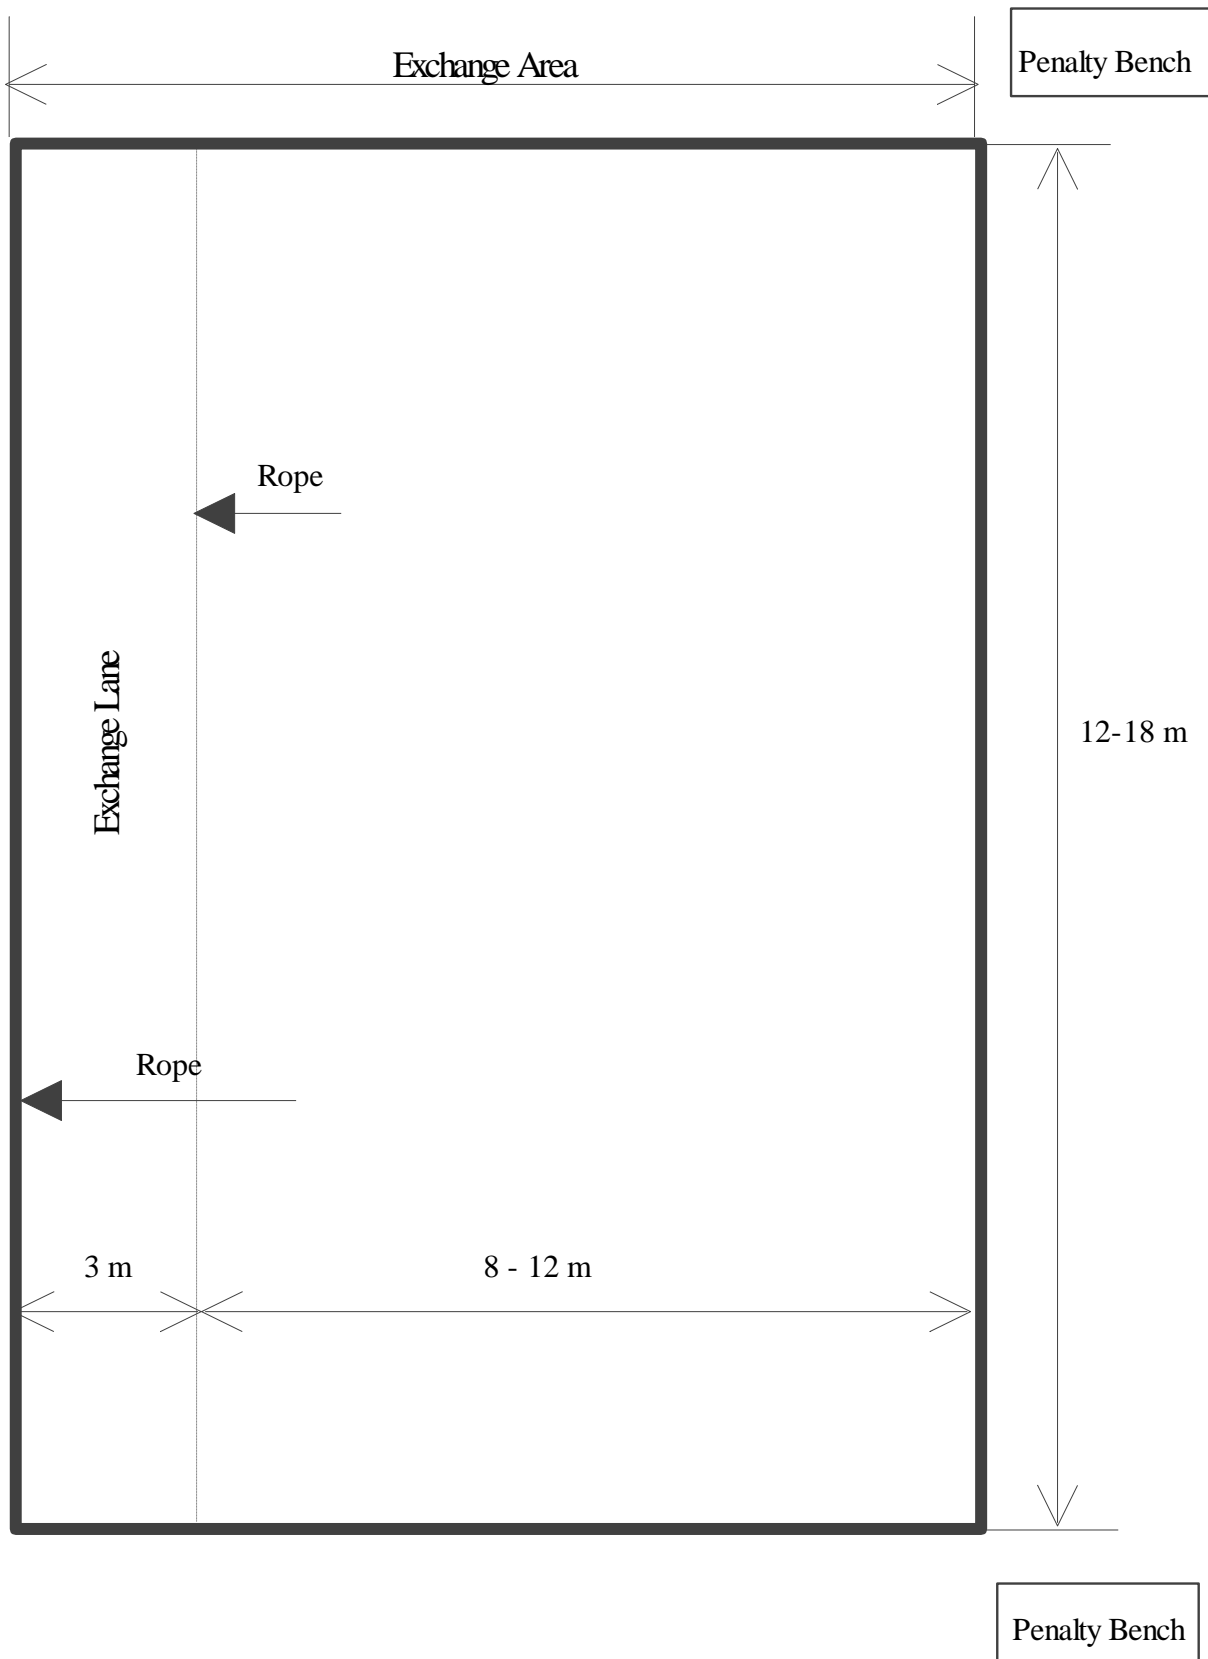 Exchange Area
Penalty Bench
Rope
Exchange Lane
12-18 m
Rope
3 m
8 - 12 m
Penalty Bench